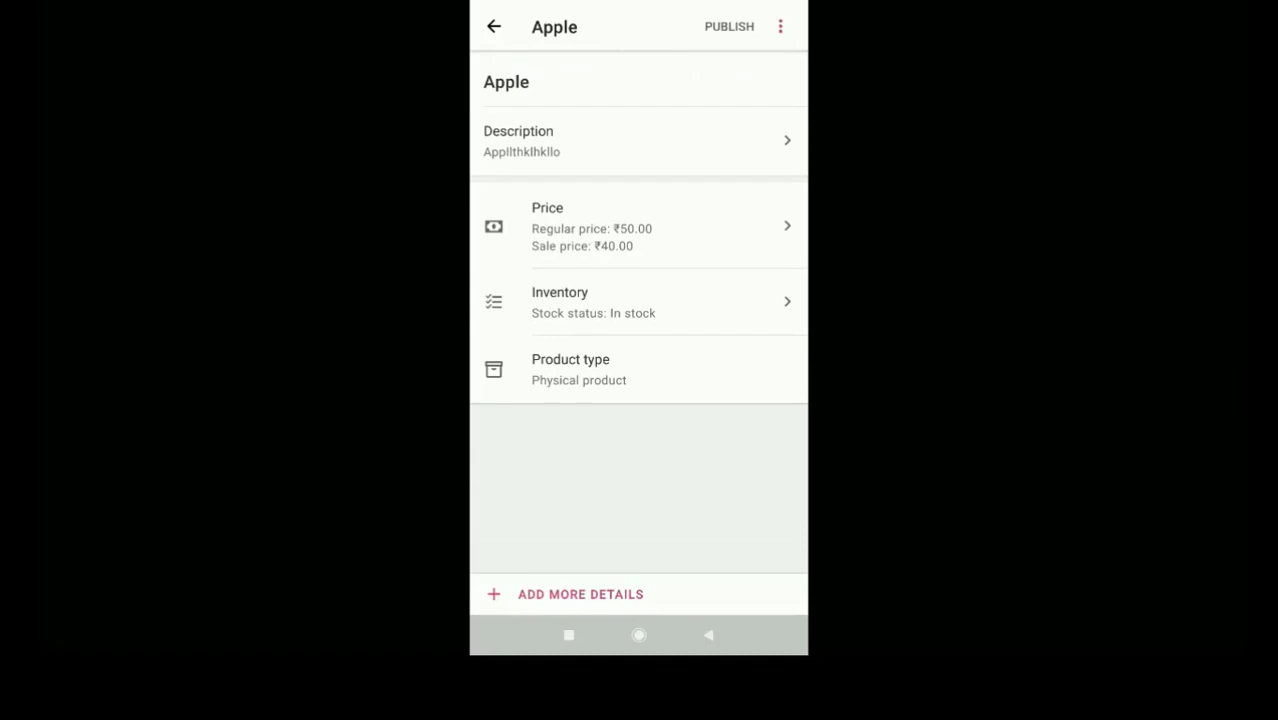 Apple
PUBLISH
Apple
Description
Appllthklhkllo
Price
Regular price: ₹50.00
Sale price: ₹40.00
Inventory
Stock status: In stock
Product type
Physical product
ADD MORE DETAILS